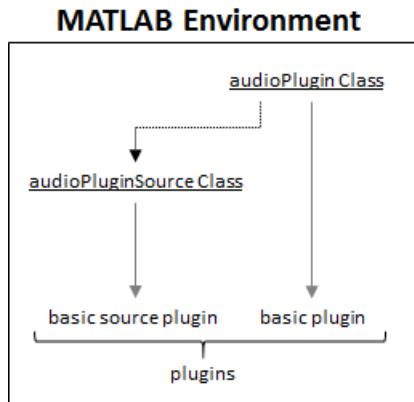 MATLAB Environment
audioPlugin Class
audioPluginSource Class
basic source plugin
basic plugin
plugins